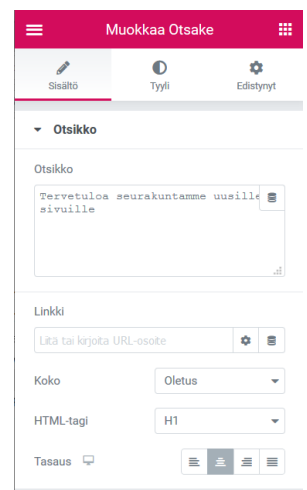 Muokkaa Otsake
Sisältö Tyyli Edistynyt
Otsikko
Otsikko
Tervetuloa seurakuntamme uusille
sivuille
Linkki
Liitä tai kirjoita URL-osoite
Koko Oletus
HTML-tagi H1
Tasaus